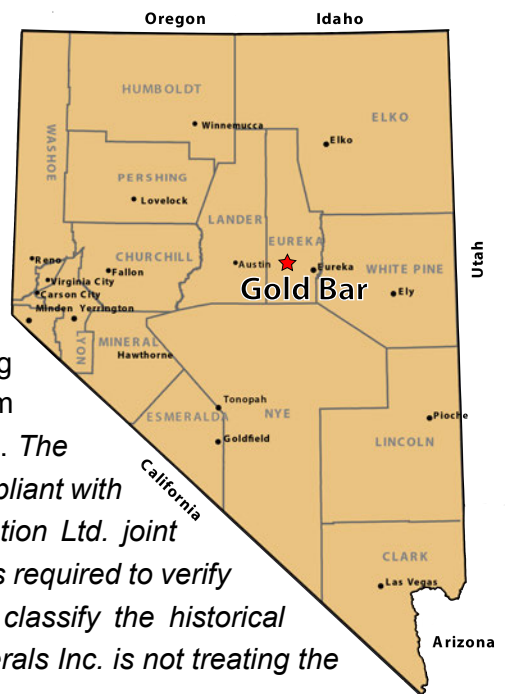 Oregon Idaho
HUMBOLDT
ELKO
WASHOE
Winnemucca
Elko
PERSHING
Lovelock
LANDER
EUREKA
CHURCHILL
Reno
Fallon
Austin
Eureka
WHITE PINE
Utah
Virginia City
Carson City
Gold Bar
Ely
Minden Yerrington
LYON
MINERAL
Hawthorne
Tonopah
ESMERALDA
NYE
Pioche
Goldfield
LINCOLN
California
CLARK
Las Vegas
Arizona
g
m
. The
pliant with
tion Ltd. joint
s required to verify
classify the historical
erals Inc. is not treating the